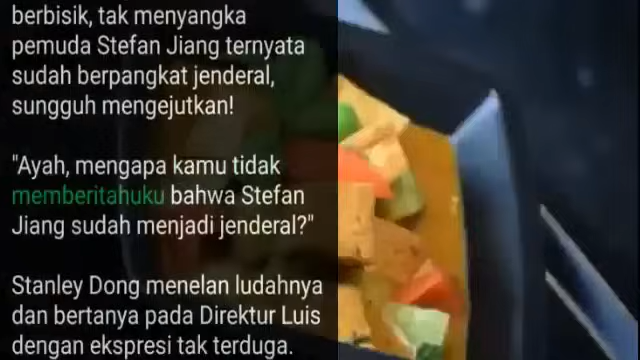 berbisik, tak menyangka
pemuda Stefan Jiang ternyata
sudah berpangkat jenderal,
sungguh mengejutkan!
"Ayah, mengapa kamu tidak
memberitahuku bahwa Stefan
Jiang sudah menjadi jenderal?"
Stanley Dong menelan ludahnya
dan bertanya pada Direktur Luis
dengan ekspresi tak terduga.